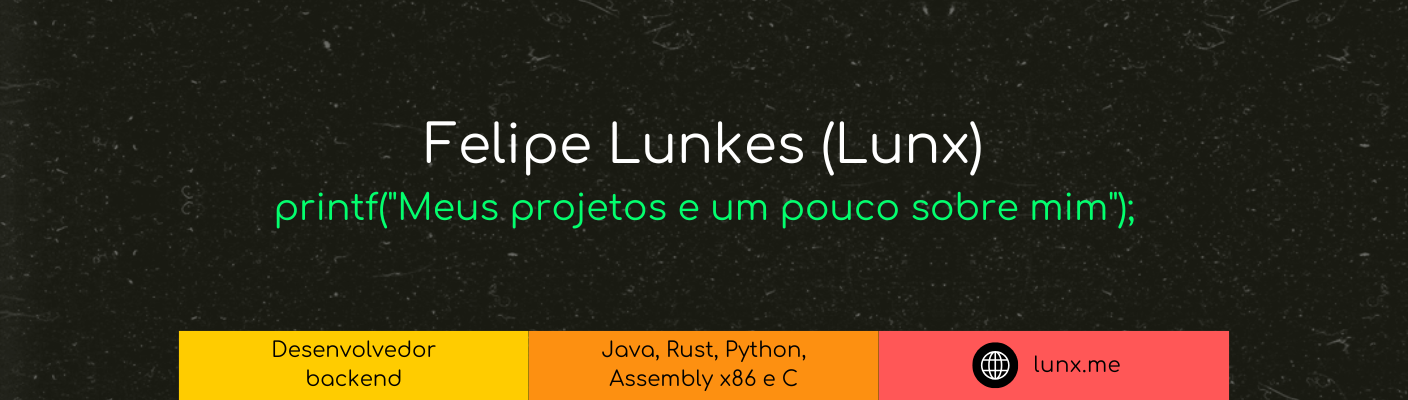 Felipe Lunkes (Lunx)
printf("Meus projetos e um pouco sobre mim");
Desenvolvedor
backend
Java, Rust, Python,
Assembly x86 e C
lunx.me